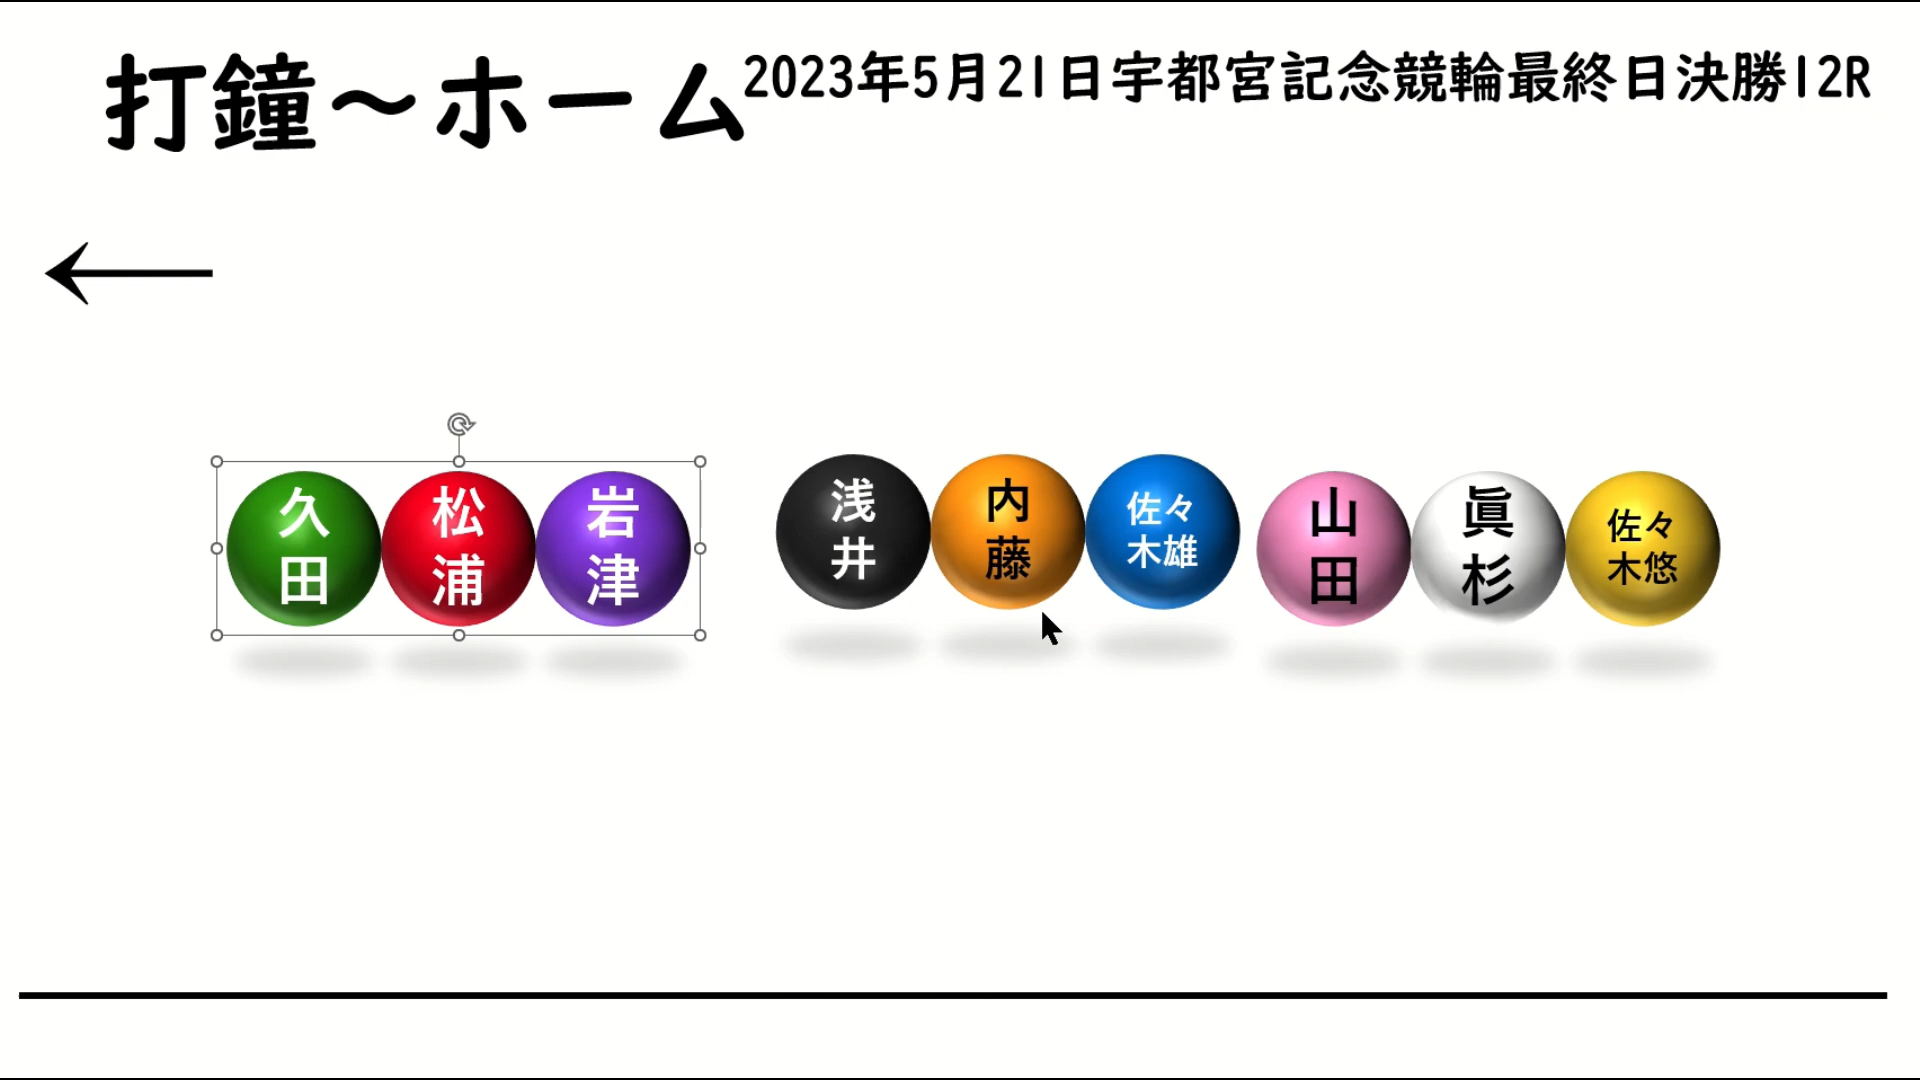 打鐘～ホーム
2023年5月21日宇都宮記念競輪最終日決勝12R
久田
松浦
岩津
浅井
内藤
佐々
木雄
山田
眞杉
佐々
木悠